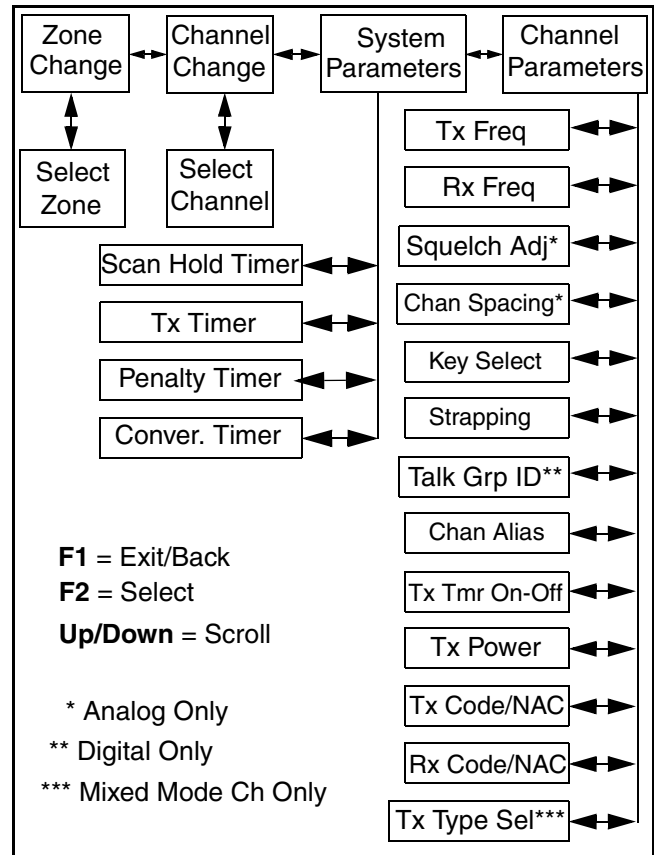 Zone
Change
Channel
Change
System
Parameters
Channel
Parameters
Select
Zone
Select
Channel
Scan Hold Timer
Tx Timer
Penalty Timer
Conver. Timer
Tx Freq
Rx Freq
Squelch Adj*
Chan Spacing*
Key Select
Strapping
Talk Grp ID**
Chan Alias
Tx Tmr On-Off
Tx Power
Tx Code/NAC
Rx Code/NAC
Tx Type Sel***
F1 = Exit/Back
F2 = Select
Up/Down = Scroll
* Analog Only
** Digital Only
*** Mixed Mode Ch Only